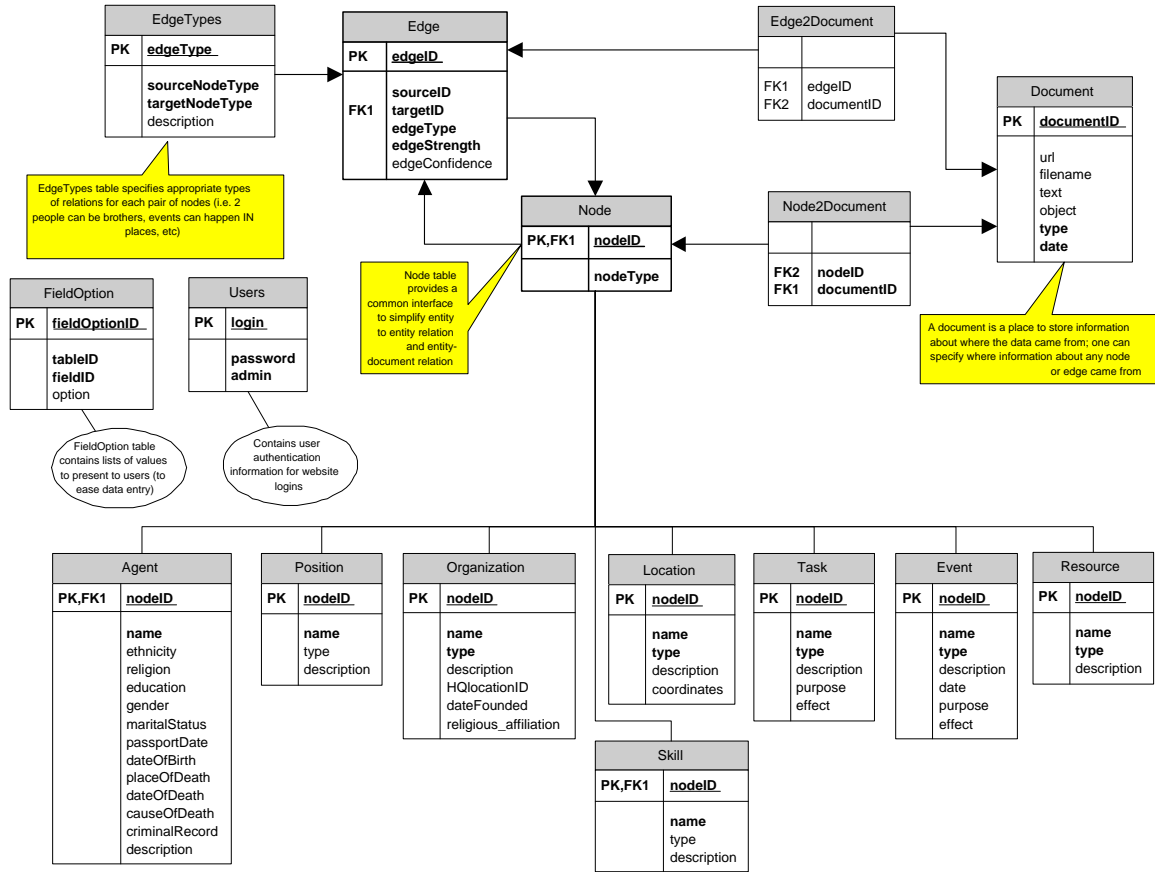 EdgeTypes
PK edgeType
sourceNodeType
targetNodeType
description
Edge
PK edgeID
sourceID
FK1 targetID
edgeType
edgeStrength
edgeConfidence
Edge2Document
FK1 edgeID
FK2 documentID
Document
PK documentID
url
filename
text
object
type
date
EdgeTypes table specifies appropriate types
of relations for each pair of nodes (i.e. 2
people can be brothers, events can happen IN
places, etc)
Node
PK,FK1 nodeID
nodeType
Node2Document
FK2 nodeID
FK1 documentID
Node table
provides a
common interface
to simplify entity
to entity relation
and entity-
document relation
A document is a place to store information
about where the data came from; one can
specify where information about any node
or edge came from
FieldOption
PK fieldOptionID
tableID
fieldID
option
Users
PK login
password
admin
FieldOption table
contains lists of values
to present to users (to
ease data entry)
Contains user
authentication
information for website
logins
Agent
PK,FK1 nodeID
name
ethnicity
religion
education
gender
maritalStatus
passportDate
dateOfBirth
placeOfDeath
dateOfDeath
causeOfDeath
criminalRecord
description
Position
PK nodeID
name
type
description
Organization
PK nodeID
name
type
description
HQlocationID
dateFounded
religious_affiliation
Location
PK nodeID
name
type
description
coordinates
Task
PK nodeID
name
type
description
purpose
effect
Event
PK nodeID
name
type
description
date
purpose
effect
Resource
PK nodeID
name
type
description
Skill
PK,FK1 nodeID
name
type
description